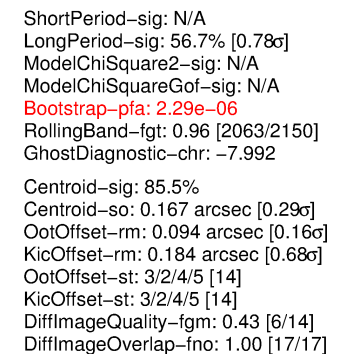 ShortPeriod−sig: N/A
LongPeriod−sig: 56.7% [0.78σ]
ModelChiSquare2−sig: N/A
ModelChiSquareGof−sig: N/A
Bootstrap−pfa: 2.29e−06
RollingBand−fgt: 0.96 [2063/2150]
GhostDiagnostic−chr: −7.992
Centroid−sig: 85.5%
Centroid−so: 0.167 arcsec [0.29σ]
OotOffset−rm: 0.094 arcsec [0.16σ]
KicOffset−rm: 0.184 arcsec [0.68σ]
OotOffset−st: 3/2/4/5 [14]
KicOffset−st: 3/2/4/5 [14]
DiffImageQuality−fgm: 0.43 [6/14]
DiffImageOverlap−fno: 1.00 [17/17]